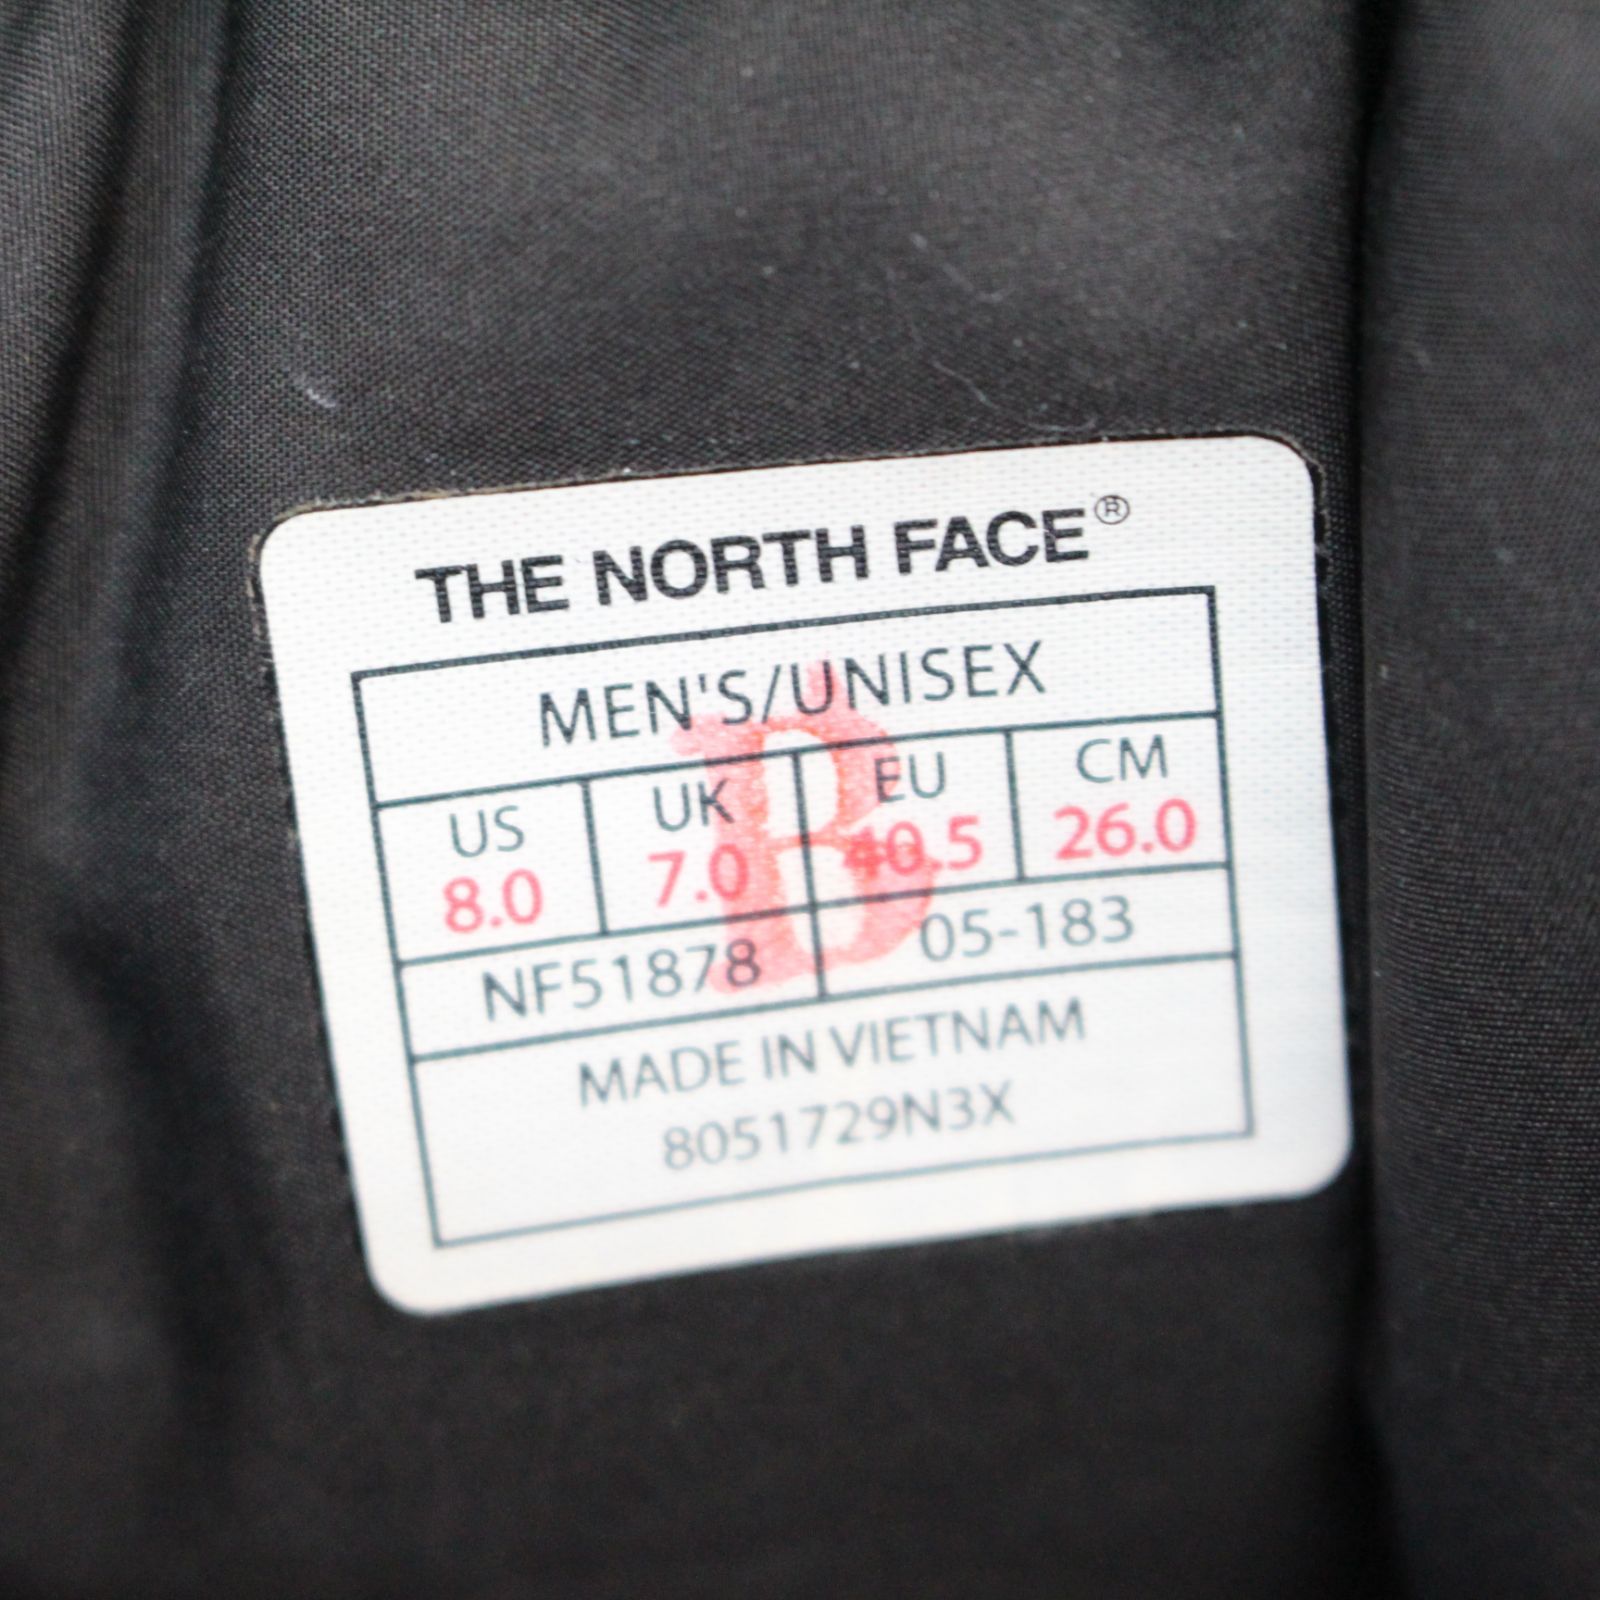 THE NORTH FACE®
MEN'S/UNISEX
US UK EU CM
8.0 7.0 40.5 26.0
B
NF51878 05-183
MADE IN VIETNAM
8051729N3X